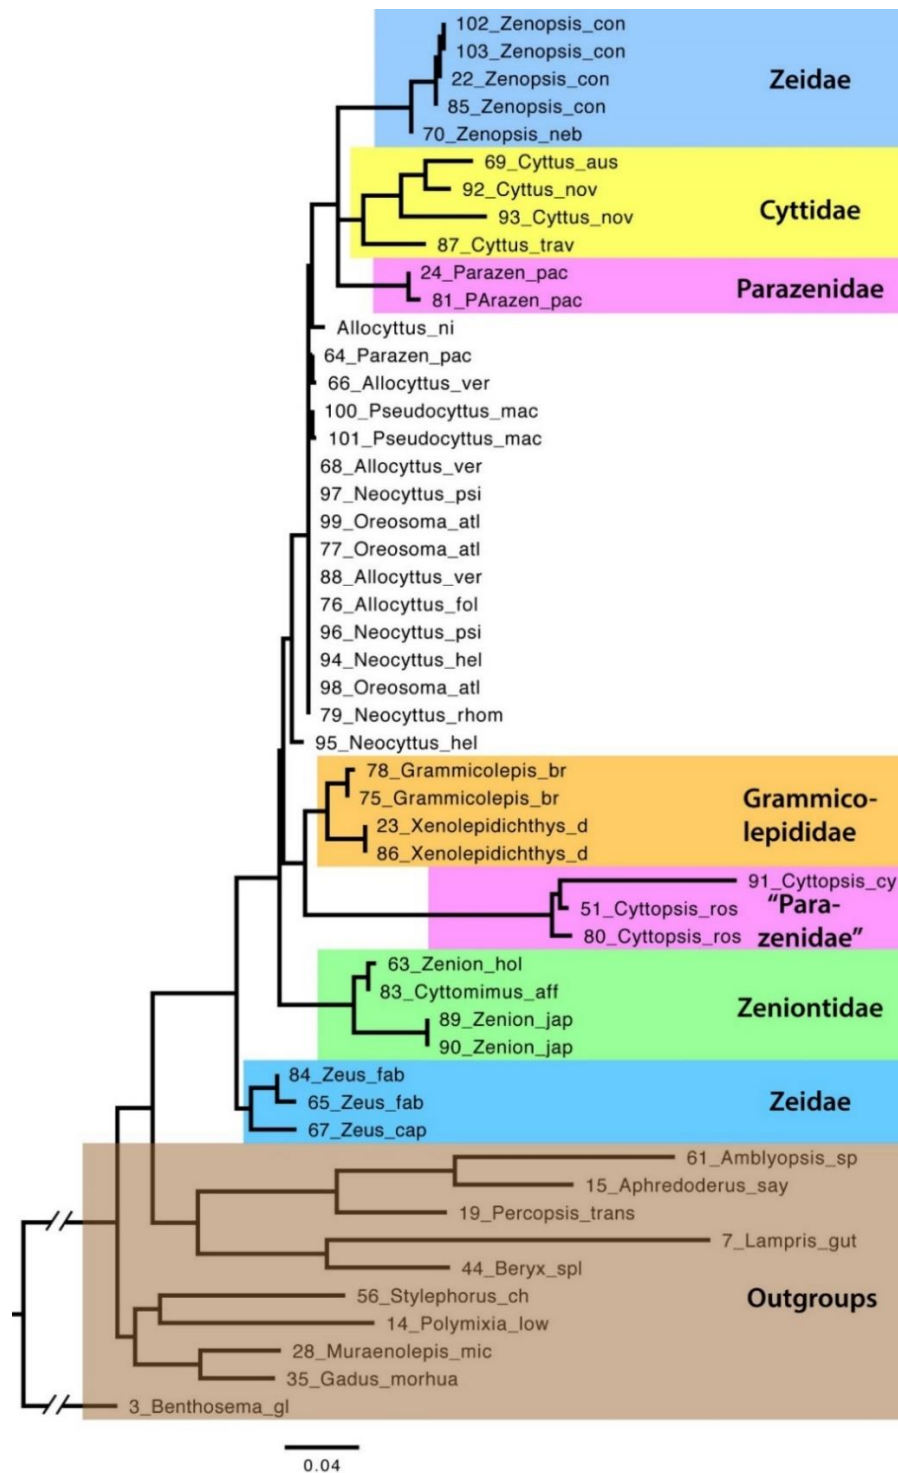 102_Zenopsis_con
103_Zenopsis_con
22_Zenopsis_con
85_Zenopsis_con
70_Zenopsis_neb
Zeidae
69_Cyttus_aus
92_Cyttus_nov
93_Cyttus_nov
87_Cyttus_trav
Cyttidae
24_Parazen_pac
81_PArazen_pac
Parazenidae
Allocyttus_ni
64_Parazen_pac
66_Allocyttus_ver
100_Pseudocyttus_mac
101_Pseudocyttus_mac
68_Allocyttus_ver
97_Neocyttus_psi
99_Oreosoma_atl
77_Oreosoma_atl
88_Allocyttus_ver
76_Allocyttus_fol
96_Neocyttus_psi
94_Neocyttus_hel
98_Oreosoma_atl
79_Neocyttus_rhom
95_Neocyttus_hel
78_Grammicolepis_br
75_Grammicolepis_br
23_Xenolepidichthys_d
86_Xenolepidichthys_d
Grammico-
lepididae
91_Cyttopsis_cy
51_Cyttopsis_ros
80_Cyttopsis_ros
"Para-
zenidae"
63_Zenion_hol
83_Cyttomimus_aff
89_Zenion_jap
90_Zenion_jap
Zeniontidae
84_Zeus_fab
65_Zeus_fab
67_Zeus_cap
Zeidae
61_Amblyopsis_sp
15_Aphredoderus_say
19_Percopsis_trans
7_Lampris_gut
44_Beryx_spl
56_Stylephorus_ch
14_Polymixia_low
28_Muraenolepis_mic
35_Gadus_morhua
3_Benthosema_gl
Outgroups
0.04